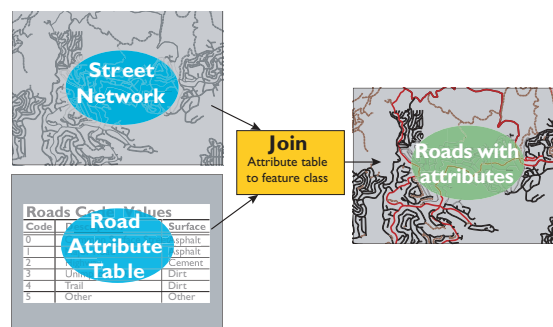 Street
Network
Join
Attribute table
to feature class
Roads with
attributes
Roads Code Values
Code Surface
0 Asphalt
1 Asphalt
2 Cement
3 Dirt
4 Trail Dirt
5 Other Other
Road
Attribute
Table